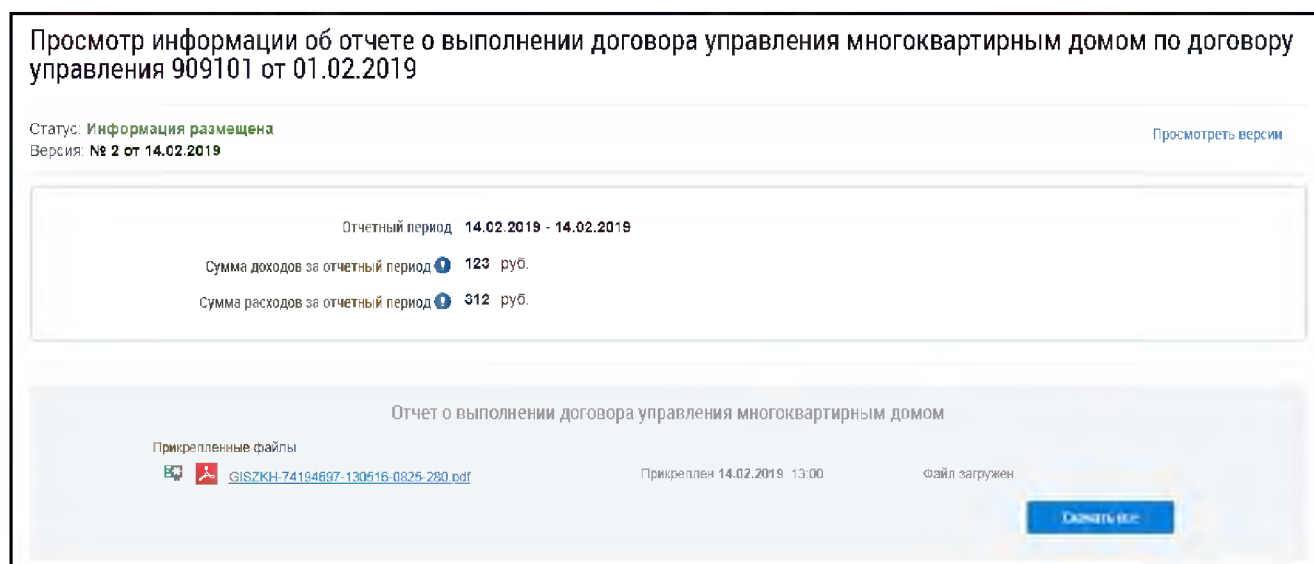 Просмотр информации об отчете о выполнении договора управления многоквартирным домом по договору
управления 909101 от 01.02.2019
Статус: Информация размещена
Просмотреть версии
Версия: № 2 от 14.02.2019
Отчетный период 14.02.2019 - 14.02.2019
Сумма доходов за отчетный период 123 руб.
Сумма расходов за отчетный период 312 руб.
Отчет о выполнении договора управления многоквартирным домом
Прикрепленные файлы
GISZKH-74194697-130516-0825-280.pdf Прикреплен 14.02.2019 13:00 Файл загружен
Скачать все